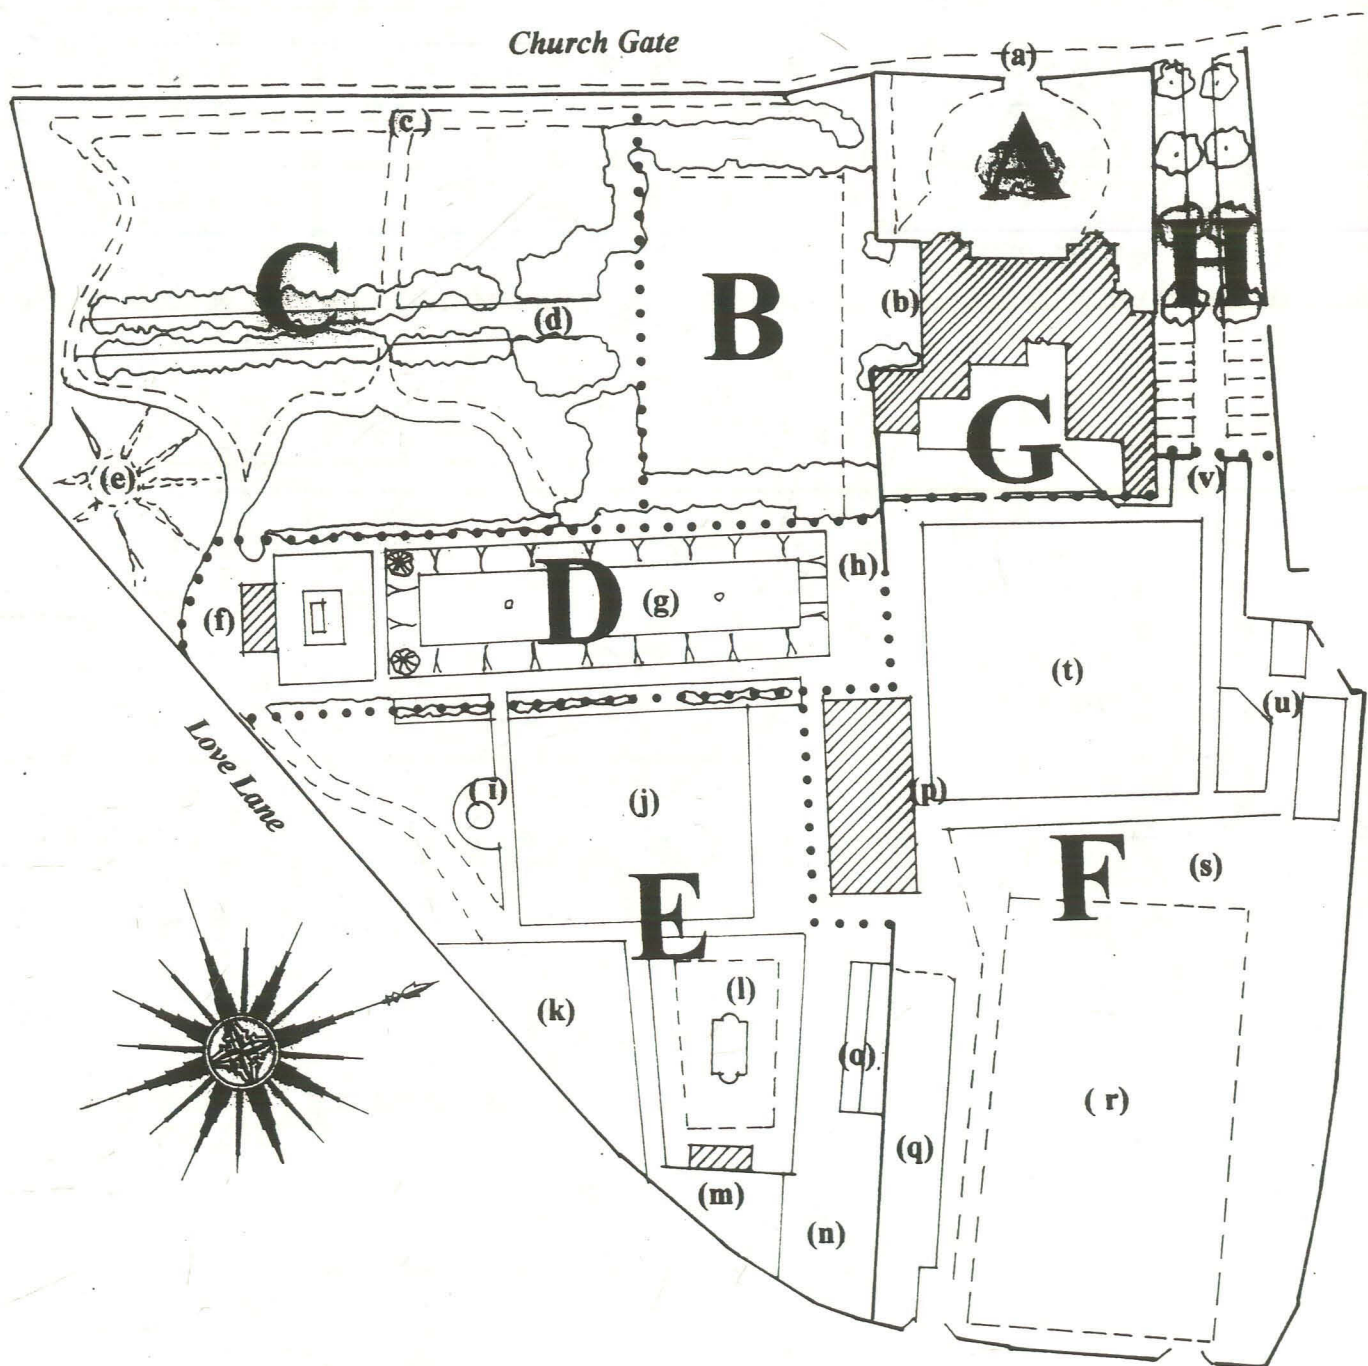 Church Gate
(a)
A
(c)
H
C
B
(b)
(d)
G
(e)
(v)
D
(g)
(h)
(f)
(t)
(u)
Love Lane
(i)
(j)
(p)
E
F
(s)
(l)
(k)
(o)
(r)
(q)
(m)
(n)